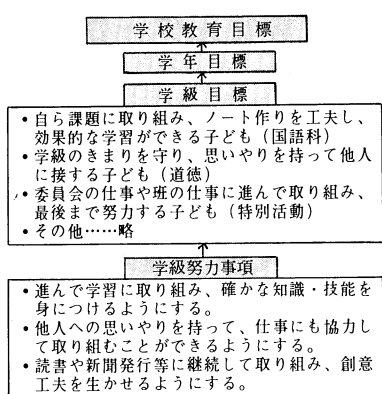 学校教育目標
学年目標
学級目標
・自ら課題に取り組み、ノート作りを工夫し、
効果的な学習ができる子ども（国語科）
・学級のきまりを守り、思いやりを持って他人
に接する子ども（道徳）
・委員会の仕事や班の仕事に進んで取り組み、
最後まで努力する子ども（特別活動）
・その他……略
学級努力事項
・進んで学習に取り組み、確かな知識・技能を
身につけるようにする。
・他人への思いやりを持って、仕事にも協力し
て取り組むことができるようにする。
・読書や新聞発行等に継続して取り組み、創意
工夫を生かせるようにする。